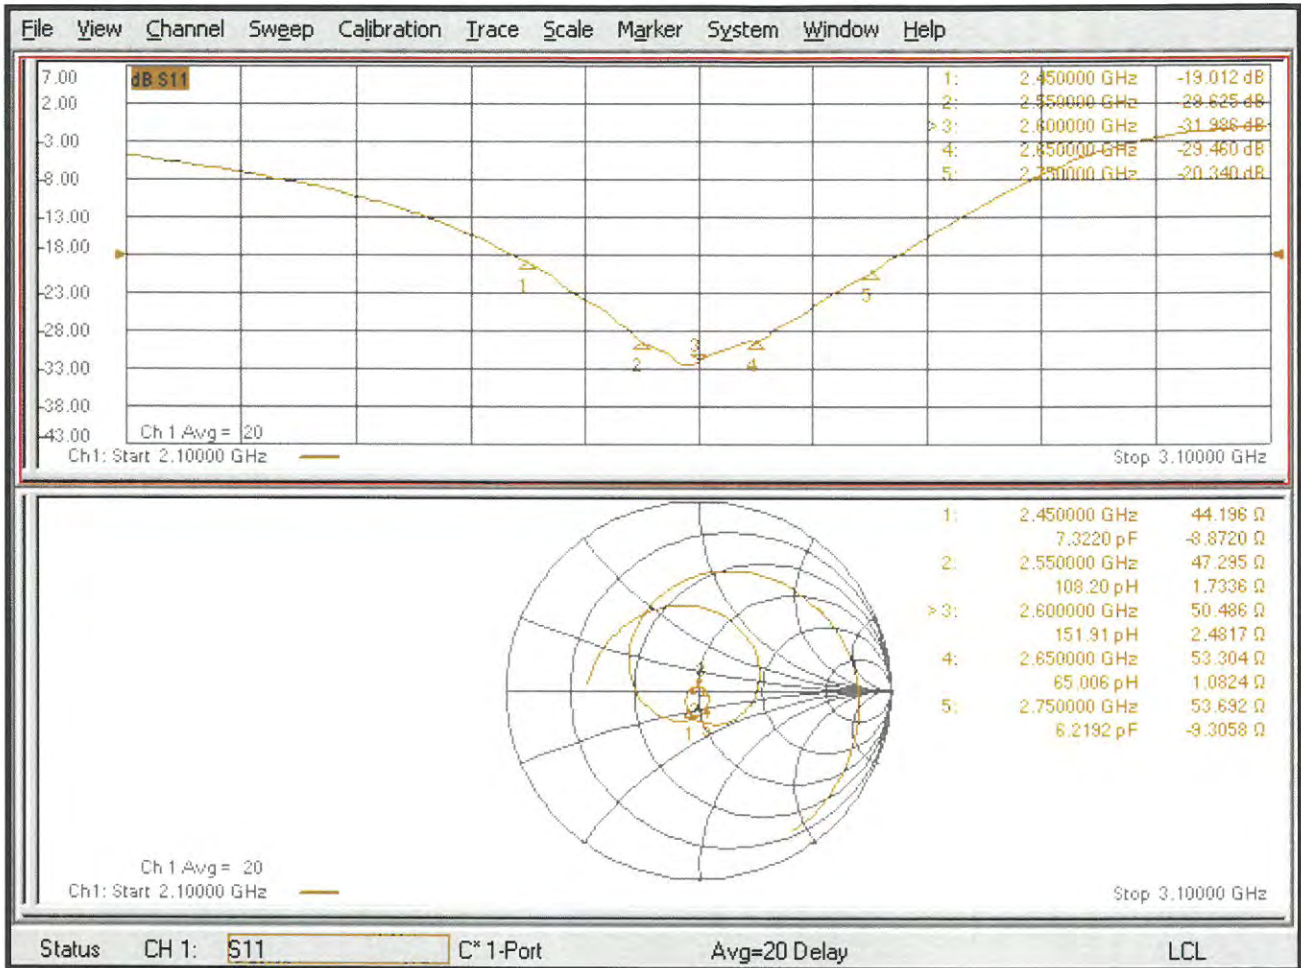 File View Channel Sweep Calibration Trace Scale Marker System Window Help
7.00
2.00
-3.00
-8.00
-13.00
-18.00
-23.00
-28.00
-33.00
-38.00
-43.00
dB S11
1: 2.450000 GHz -19.012 dB
2: 2.550000 GHz -29.625 dB
> 3: 2.600000 GHz -31.986 dB
4: 2.650000 GHz -29.460 dB
5: 2.750000 GHz -20.340 dB
1
2
3
4
5
Ch 1 Avg = 20
Ch1: Start 2.10000 GHz
Stop 3.10000 GHz
1: 2.450000 GHz 44.196 Ω
7.3220 pF -8.8720 Ω
2: 2.550000 GHz 47.295 Ω
108.20 pH 1.7336 Ω
> 3: 2.600000 GHz 50.486 Ω
151.91 pH 2.4817 Ω
4: 2.650000 GHz 53.304 Ω
65.006 pH 1.0824 Ω
5: 2.750000 GHz 53.692 Ω
6.2192 pF -9.3058 Ω
1
Ch 1 Avg = 20
Ch1: Start 2.10000 GHz
Stop 3.10000 GHz
Status CH 1: S11 C* 1-Port Avg=20 Delay LCL